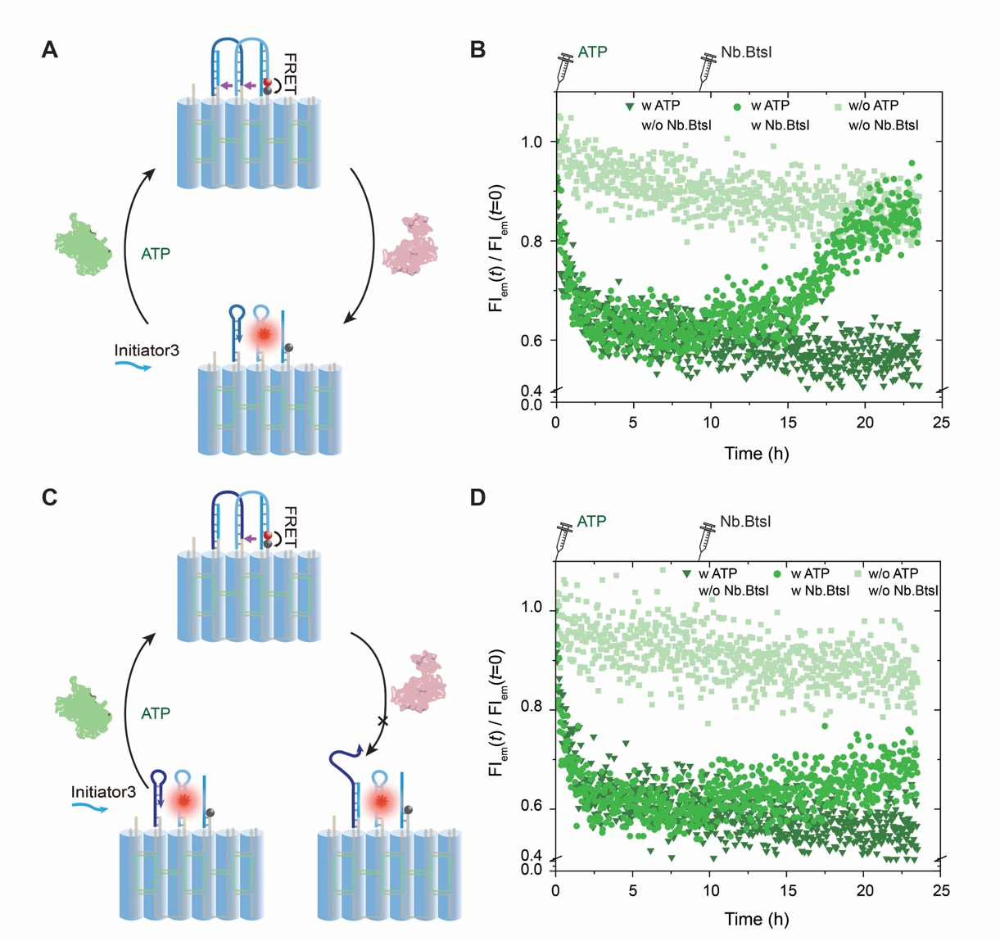 A
FRET
ATP
Initiator3
B
ATP
Nb.BtsI
w ATP
w/o Nb.BtsI
w ATP
w Nb.BtsI
w/o ATP
w/o Nb.BtsI
FIem(t) / FIem(t=0)
1.0
0.8
0.6
0.4
0.0
0 5 10 15 20 25
Time (h)
C
FRET
ATP
Initiator3
D
ATP
Nb.BtsI
w ATP
w/o Nb.BtsI
w ATP
w Nb.BtsI
w/o ATP
w/o Nb.BtsI
FIem(t) / FIem(t=0)
1.0
0.8
0.6
0.4
0.0
0 5 10 15 20 25
Time (h)